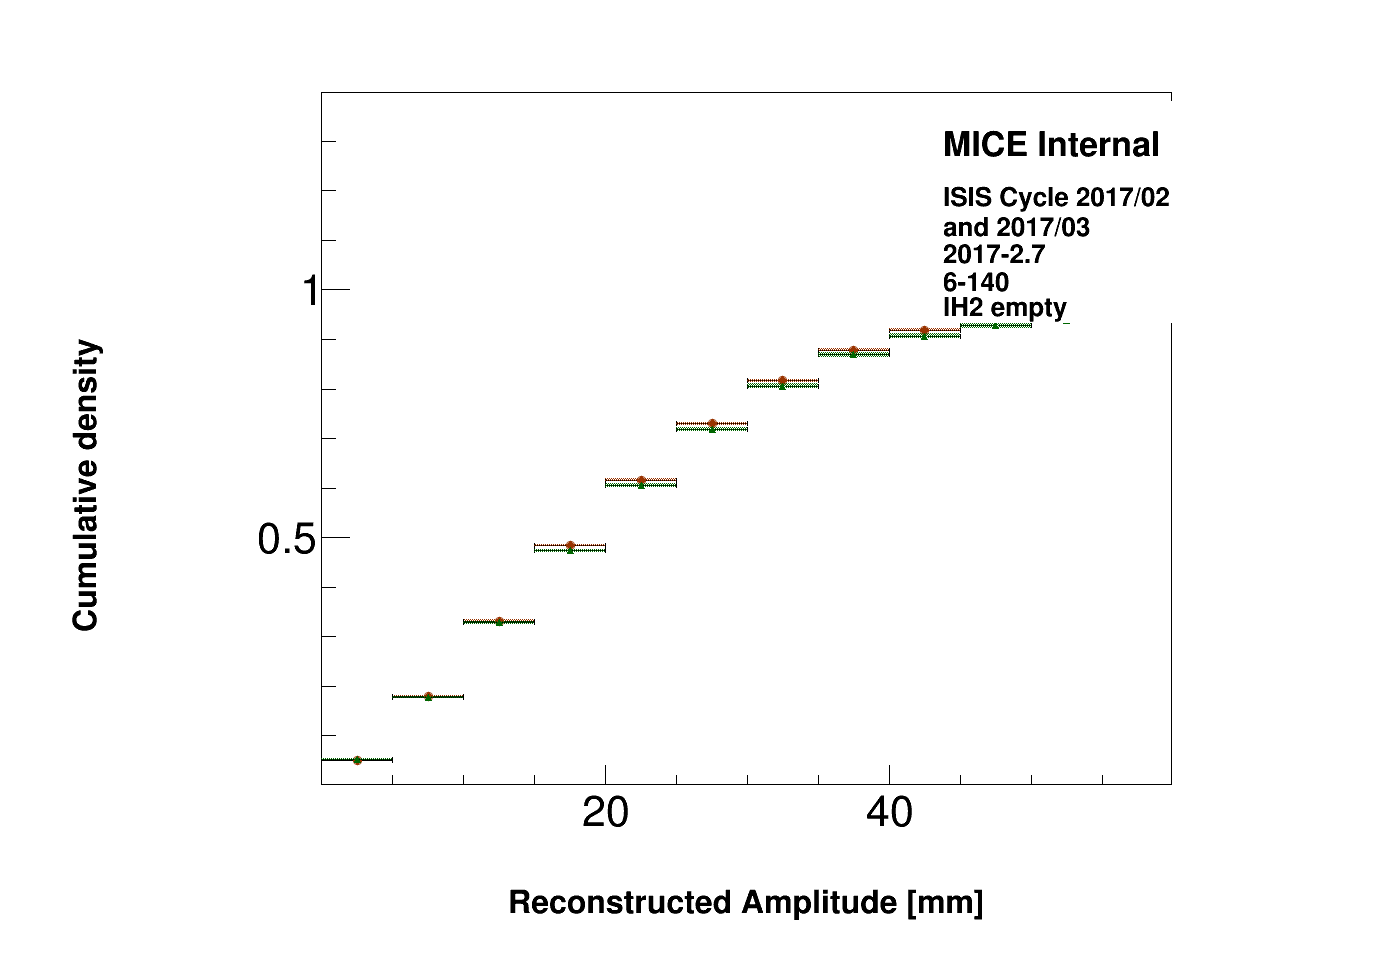 MICE Internal
ISIS Cycle 2017/02
and 2017/03
2017-2.7
6-140
lH2 empty
1
0.5
Cumulative density
20 40
Reconstructed Amplitude [mm]